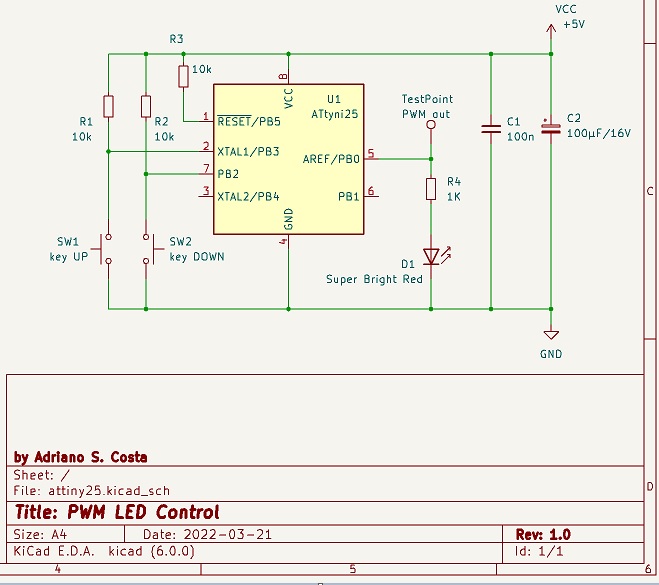 VCC
+5V
R3
10k
8
VCC
U1
ATtyni25
R1
10k
R2
10k
1
RESET/PB5
2
XTAL1/PB3
7
PB2
3
XTAL2/PB4
AREF/PB0
5
PB1
6
GND
4
TestPoint
PWM out
C1
100n
C2
100µF/16V
R4
1K
SW1
key UP
SW2
key DOWN
D1
Super Bright Red
GND
C
by Adriano S. Costa
Sheet: /
File: attiny25.kicad_sch
D
Title: PWM LED Control
Size: A4
Date: 2022-03-21
Rev: 1.0
KiCad E.D.A. kicad (6.0.0)
Id: 1/1
4
5
6